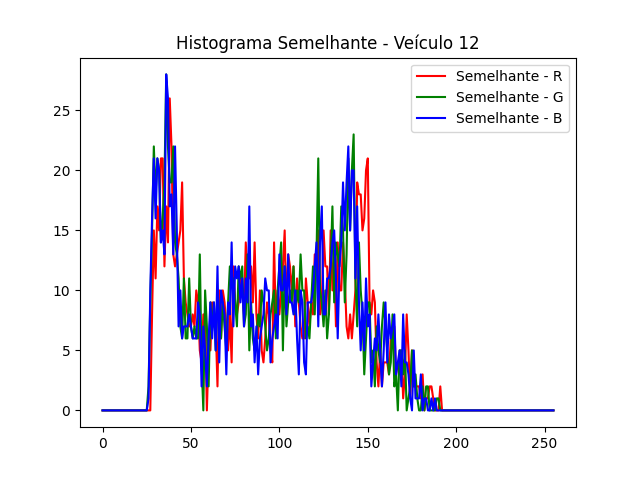 Histograma Semelhante - Veículo 12
Semelhante - R
Semelhante - G
Semelhante - B
25
20
15
10
5
0
0 50 100 150 200 250